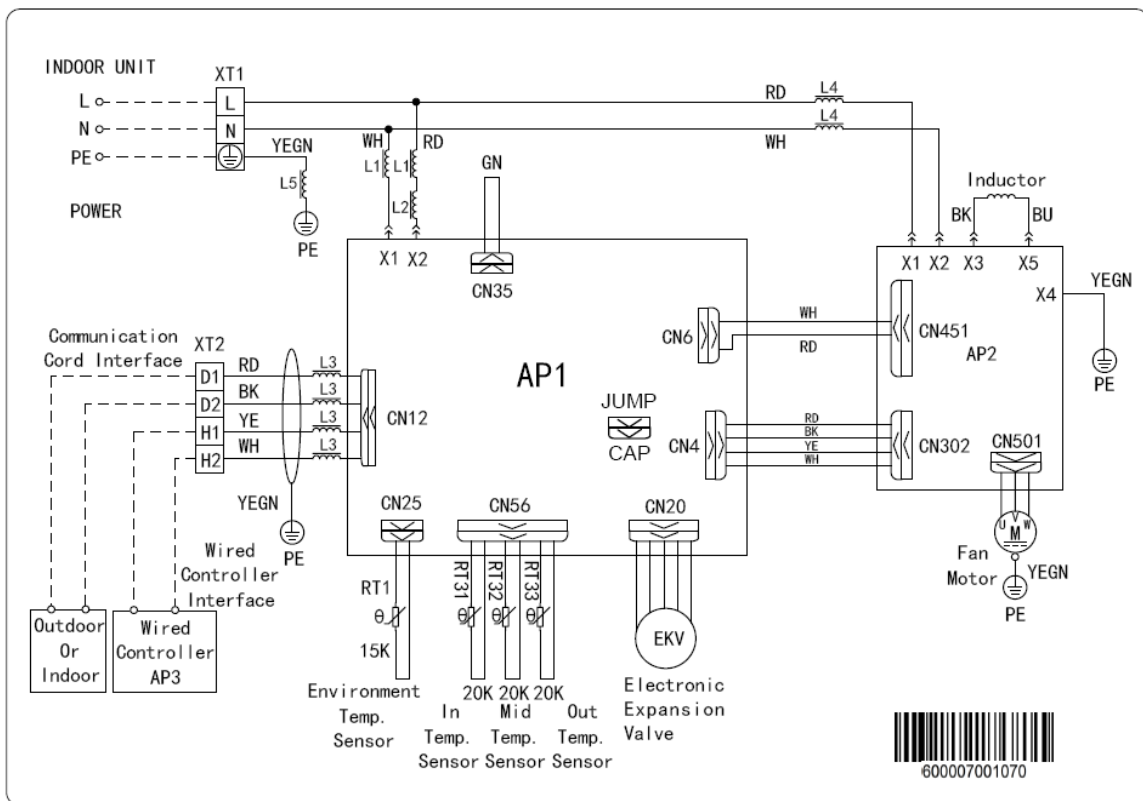 INDOOR UNIT
XT1
L
L
N
N
PE
YEGN
L5
POWER
PE
RD
L4
L4
WH
WH
RD
L1
L1
L2
GN
X1
X2
CN35
Inductor
BK
BU
X1
X2
X3
X5
X4
YEGN
PE
Communication
Cord Interface
XT2
D1
RD
L3
D2
BK
L3
H1
YE
L3
H2
WH
L3
CN12
YEGN
PE
AP1
JUMP
CAP
CN6
WH
RD
CN451
AP2
CN4
RD
BK
YE
WH
CN302
CN501
U
V
W
M
Fan
Motor
YEGN
PE
CN25
CN56
CN20
Wired
Controller
Interface
Outdoor
Or
Indoor
Wired
Controller
AP3
RT1
θ
15K
Environment
Temp.
Sensor
RT31
θ
20K
In
Temp.
Sensor
RT32
θ
20K
Mid
Temp.
Sensor
RT33
θ
20K
Out
Temp.
Sensor
EKV
Electronic
Expansion
Valve
600007001070